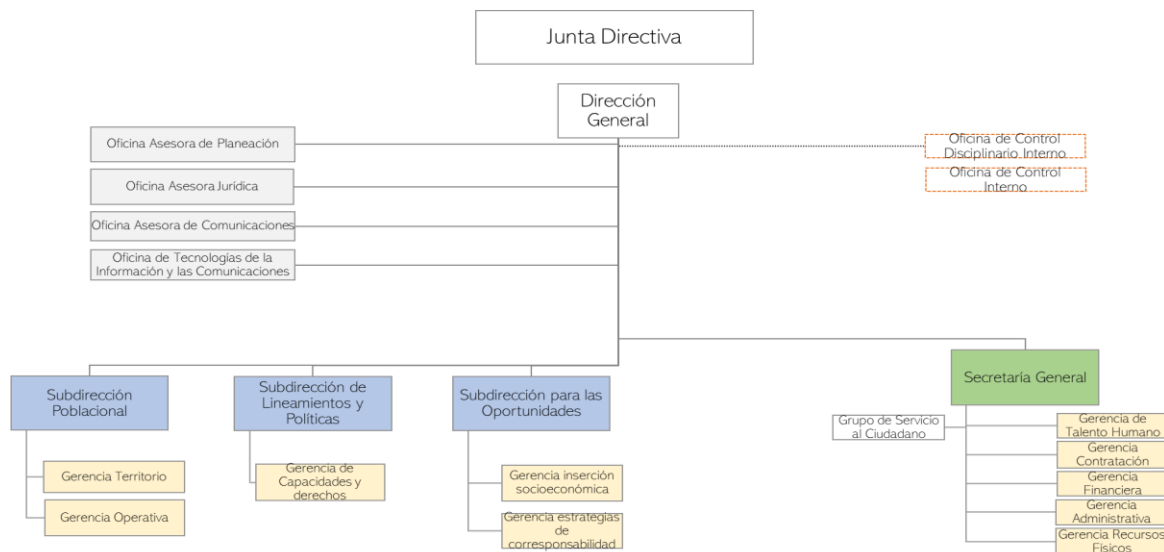 Junta Directiva
Dirección
General
Oficina Asesora de Planeación
Oficina de Control
Disciplinario Interno
Oficina Asesora Jurídica
Oficina de Control
Interno
Oficina Asesora de Comunicaciones
Oficina de Tecnologías de la
Información y las Comunicaciones
Subdirección
Poblacional
Subdirección de
Lineamientos y
Políticas
Subdirección para las
Oportunidades
Secretaría General
Grupo de Servicio
al Ciudadano
Gerencia de
Talento Humano
Gerencia
Contratación
Gerencia
Financiera
Gerencia
Administrativa
Gerencia Recursos
Físicos
Gerencia Territorio
Gerencia Operativa
Gerencia de
Capacidades y
derechos
Gerencia inserción
socioeconómica
Gerencia estrategias
de
corresponsabilidad